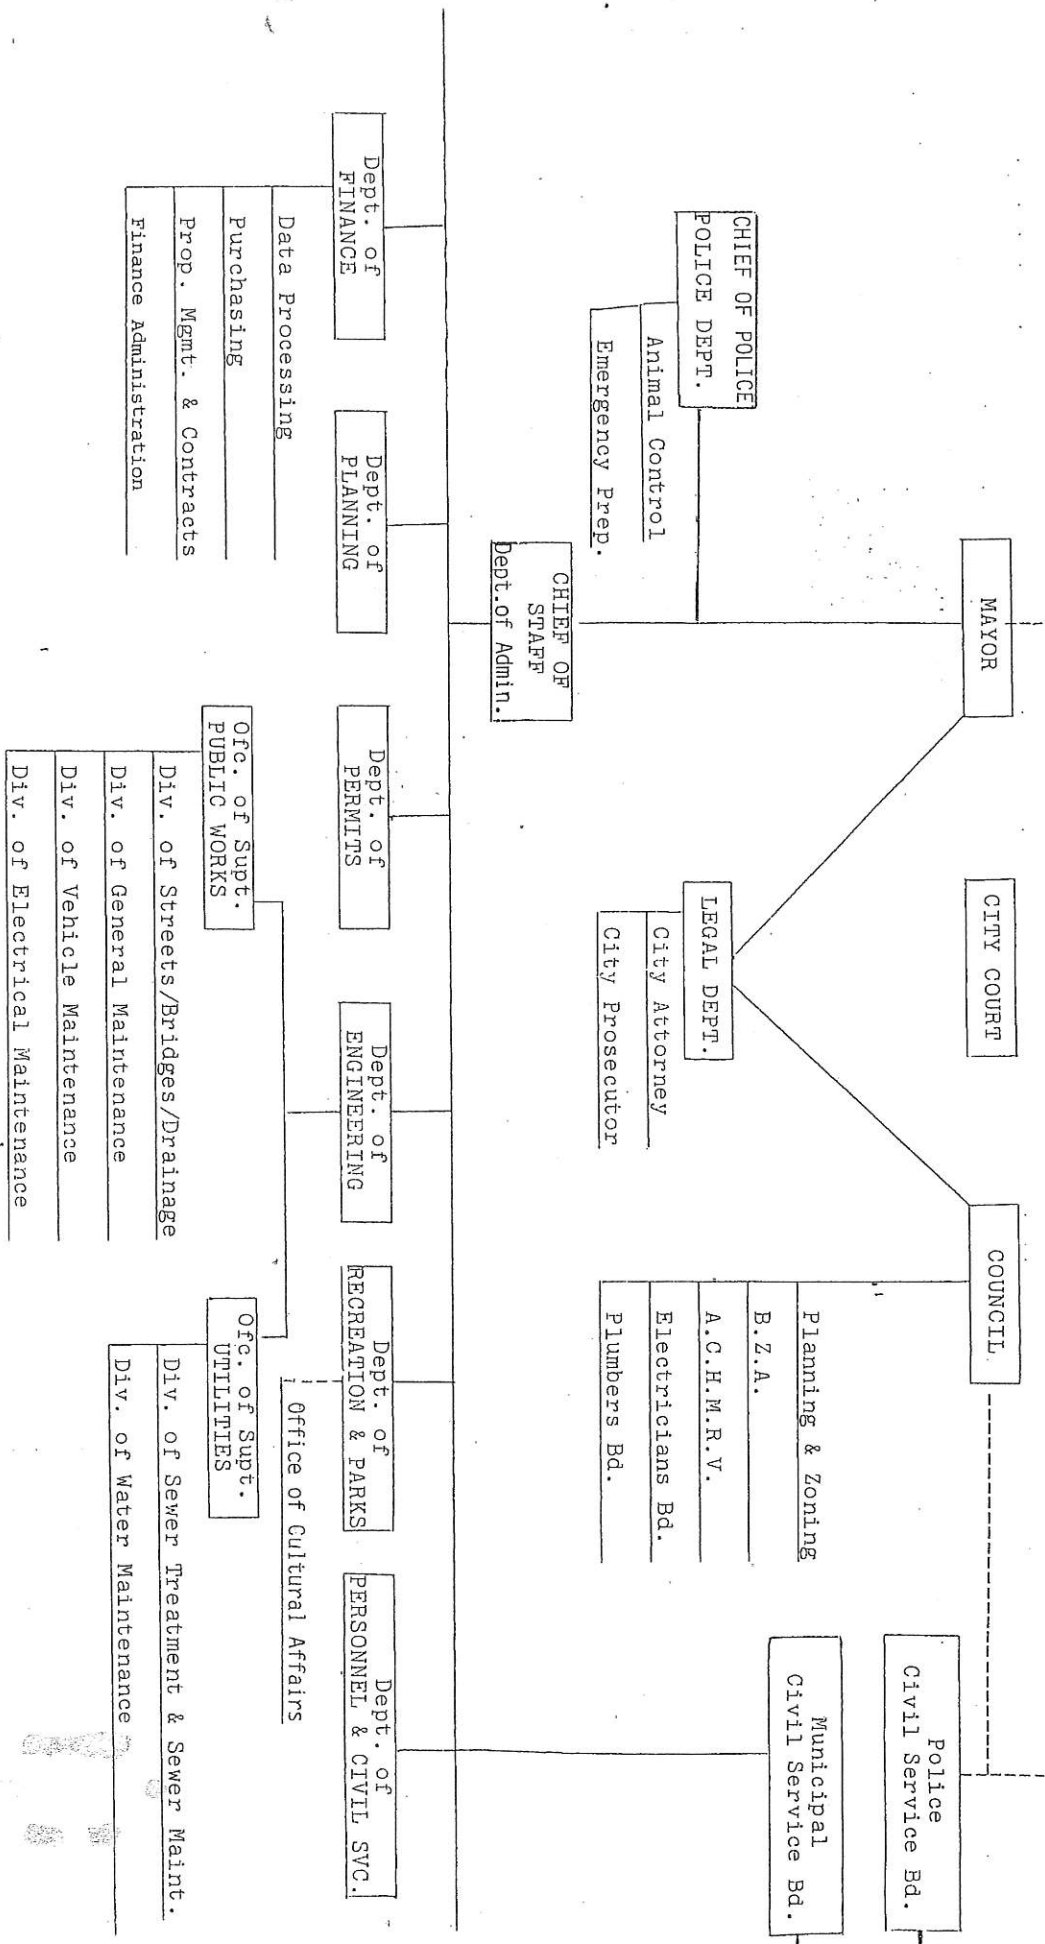 MAYOR
CITY COURT
COUNCIL
Police
Civil Service Bd.
Municipal
Civil Service Bd.
CHIEF OF POLICE
POLICE DEPT.
Animal Control
Emergency Prep.
LEGAL DEPT.
City Attorney
City Prosecutor
Planning & Zoning
B.Z.A.
A.C.H.M.R.V.
Electricians Bd.
Plumbers Bd.
CHIEF OF
STAFF
Dept.of Admin.
Dept. of
FINANCE
Data Processing
Purchasing
Prop. Mgmt. & Contracts
Finance Administration
Dept. of
PLANNING
Dept. of
PERMITS
Dept. of
ENGINEERING
Dept. of
RECREATION & PARKS
Office of Cultural Affairs
Dept. of
PERSONNEL & CIVIL SVC.
Ofc. of Supt.
PUBLIC WORKS
Div. of Streets/Bridges/Drainage
Div. of General Maintenance
Div. of Vehicle Maintenance
Div. of Electrical Maintenance
Ofc. of Supt.
UTILITIES
Div. of Sewer Treatment & Sewer Maint.
Div. of Water Maintenance